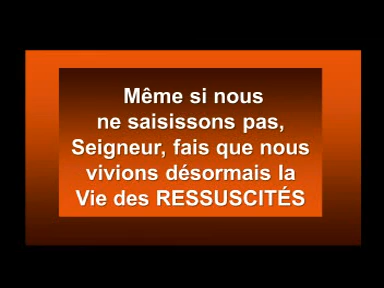 Même si nous
ne saisissons pas,
Seigneur, fais que nous
vivions désormais la
Vie des RESSUSCITÉS